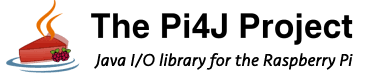 The Pi4J Project
Java I/O library for the Raspberry Pi